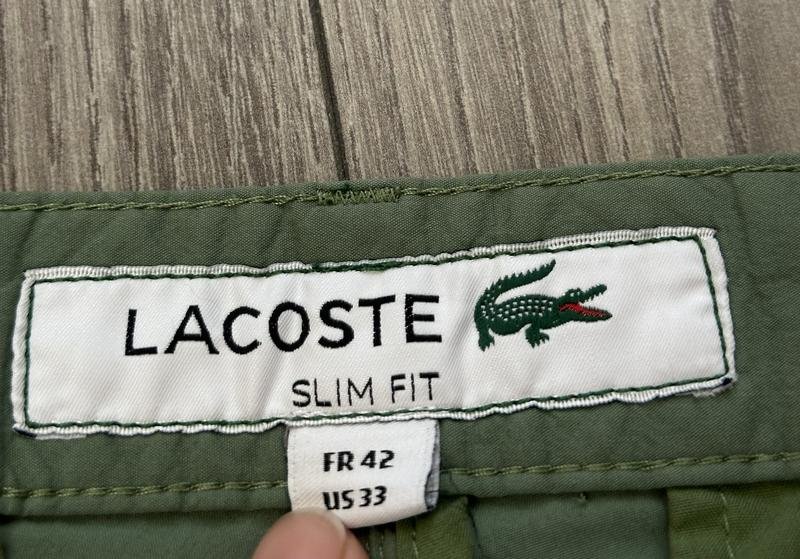 LACOSTE
SLIM FIT
FR 42
US 33